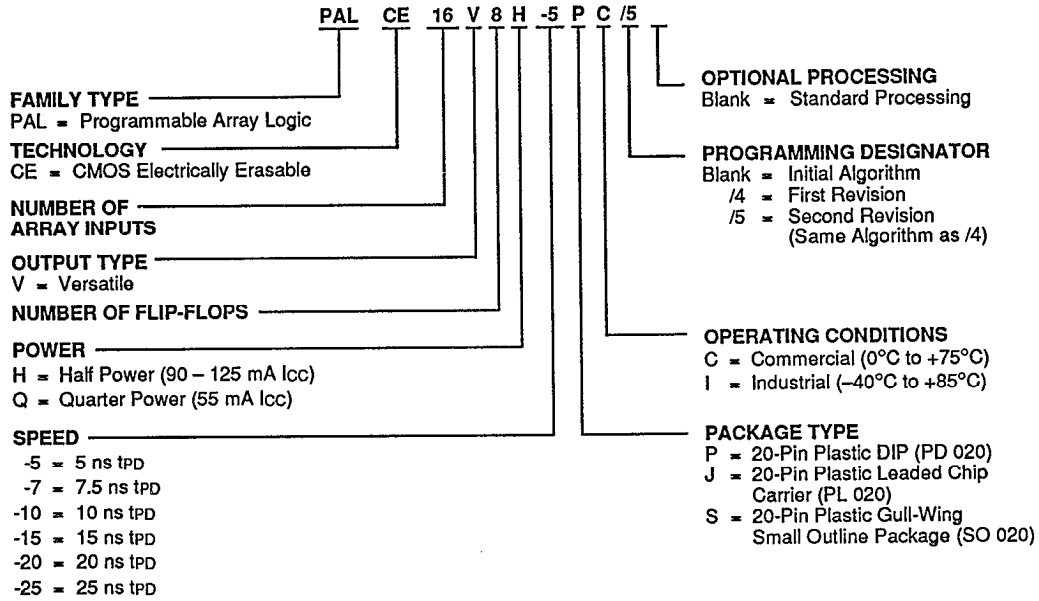 PAL CE 16 V 8 H -5 P C /5
FAMILY TYPE
PAL = Programmable Array Logic
TECHNOLOGY
CE = CMOS Electrically Erasable
NUMBER OF
ARRAY INPUTS
OUTPUT TYPE
V = Versatile
NUMBER OF FLIP-FLOPS
POWER
H = Half Power (90 – 125 mA ICC)
Q = Quarter Power (55 mA ICC)
SPEED
-5 = 5 ns tPD
-7 = 7.5 ns tPD
-10 = 10 ns tPD
-15 = 15 ns tPD
-20 = 20 ns tPD
-25 = 25 ns tPD
OPTIONAL PROCESSING
Blank = Standard Processing
PROGRAMMING DESIGNATOR
Blank = Initial Algorithm
/4 = First Revision
/5 = Second Revision
(Same Algorithm as /4)
OPERATING CONDITIONS
C = Commercial (0°C to +75°C)
I = Industrial (–40°C to +85°C)
PACKAGE TYPE
P = 20-Pin Plastic DIP (PD 020)
J = 20-Pin Plastic Leaded Chip
Carrier (PL 020)
S = 20-Pin Plastic Gull-Wing
Small Outline Package (SO 020)